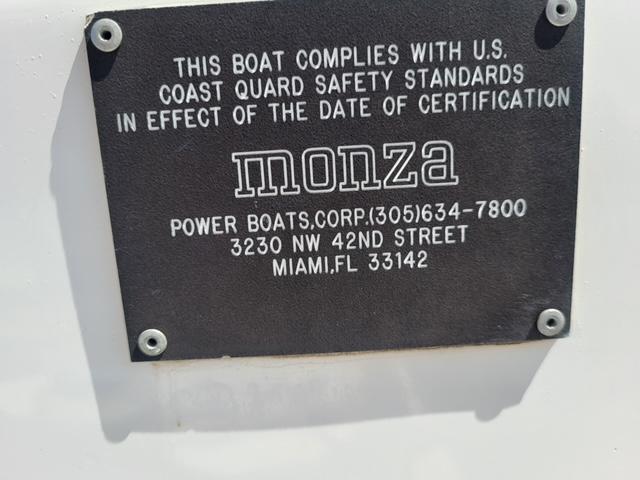 THIS BOAT COMPLIES WITH U.S.
COAST QUARD SAFETY STANDARDS
IN EFFECT OF THE DATE OF CERTIFICATION
monza
POWER BOATS,CORP.(305)634-7800
3230 NW 42ND STREET
MIAMI,FL 33142